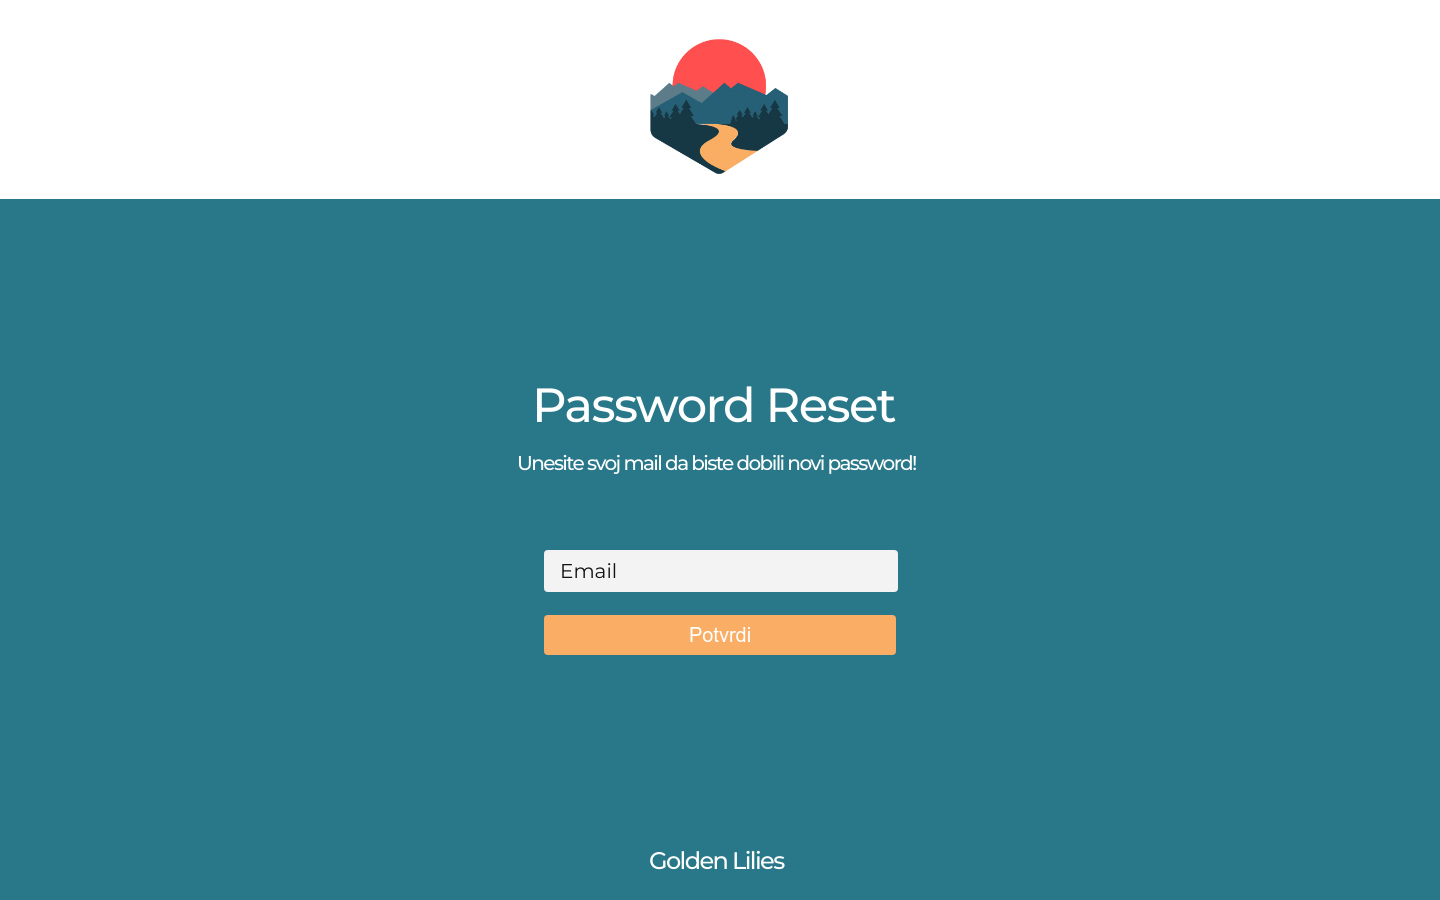 Password Reset
Unesite svoj mail da biste dobili novi password!
Email
Potvrdi
Golden Lilies